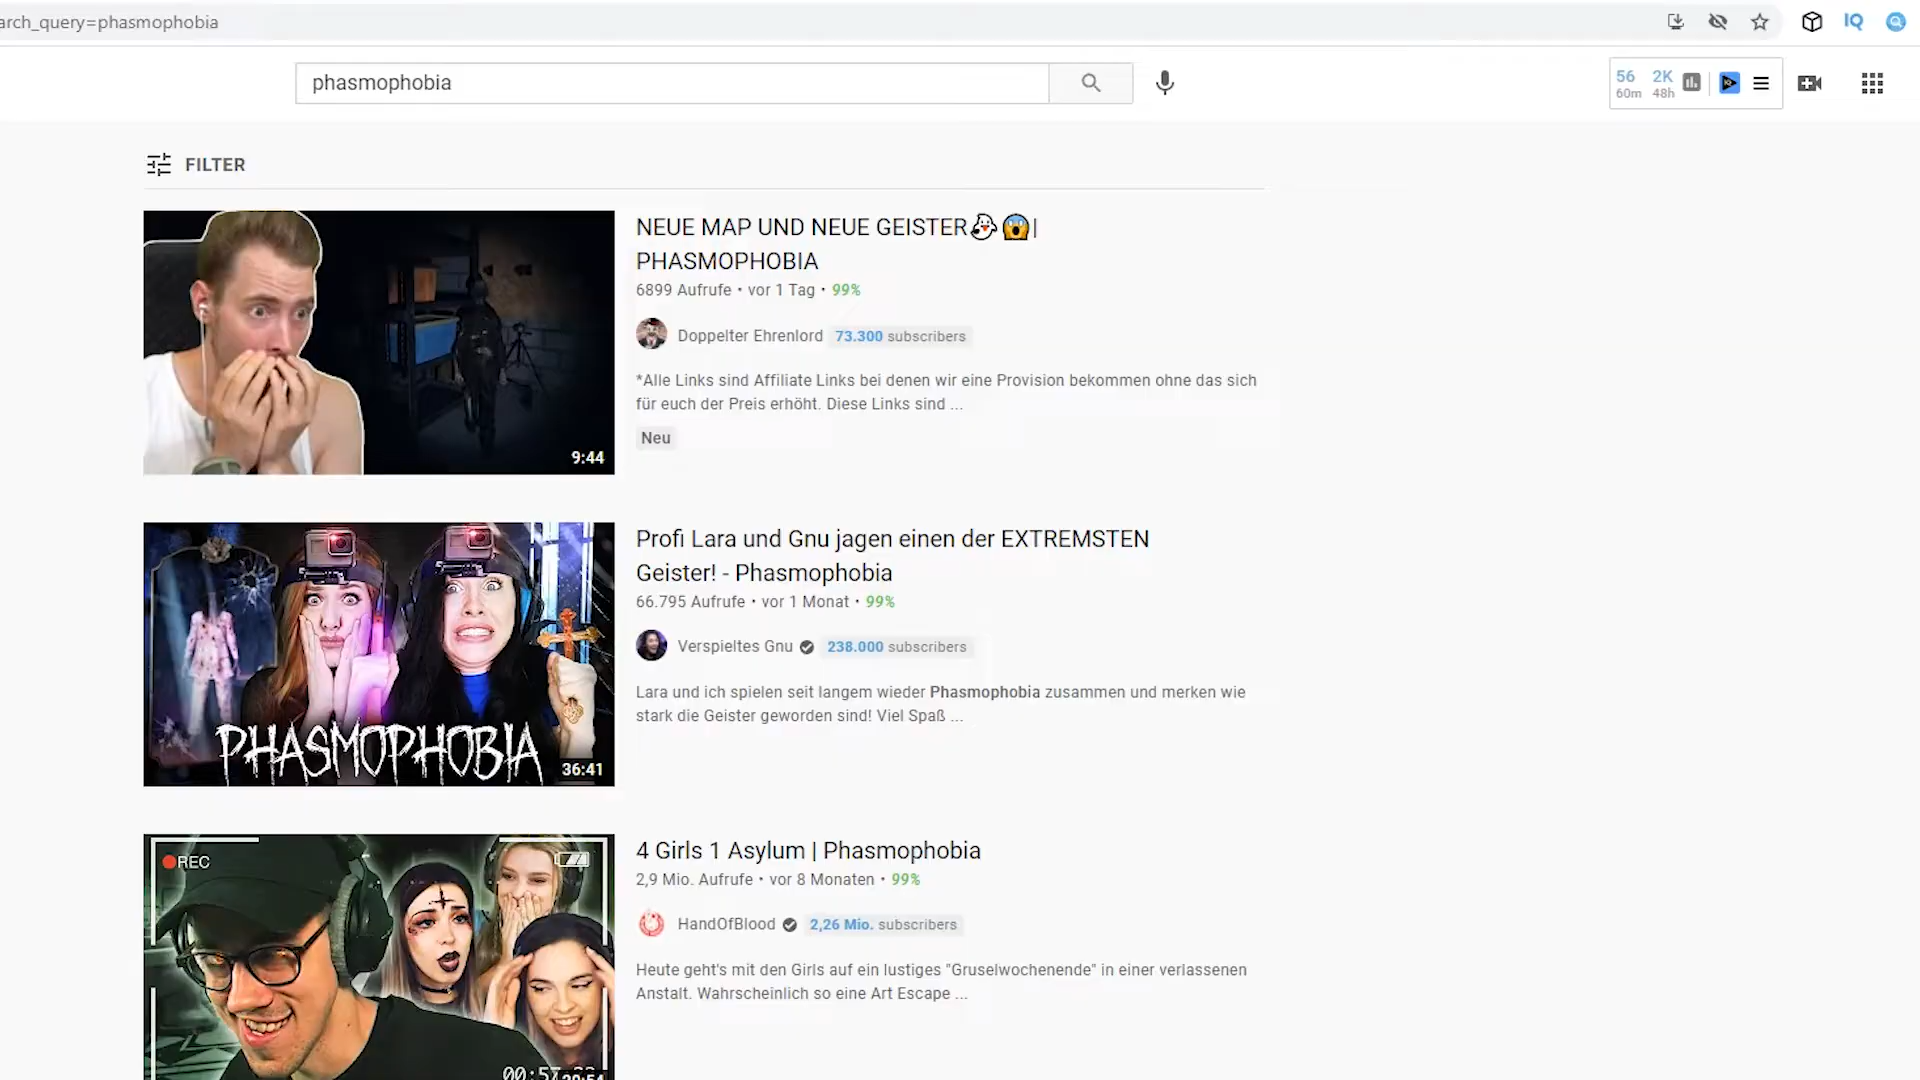 arch_query=phasmophobia
IQ
phasmophobia
56 2K
60m 48h
FILTER
NEUE MAP UND NEUE GEISTER👻😱|
PHASMOPHOBIA
6899 Aufrufe • vor 1 Tag • 99%
Doppelter Ehrenlord 73.300 subscribers
*Alle Links sind Affiliate Links bei denen wir eine Provision bekommen ohne das sich
für euch der Preis erhöht. Diese Links sind ...
Neu
9:44
Profi Lara und Gnu jagen einen der EXTREMSTEN
Geister! - Phasmophobia
66.795 Aufrufe • vor 1 Monat • 99%
Verspieltes Gnu 238.000 subscribers
Lara und ich spielen seit langem wieder Phasmophobia zusammen und merken wie
stark die Geister geworden sind! Viel Spaß ...
PHASMOPHOBIA
36:41
4 Girls 1 Asylum | Phasmophobia
2,9 Mio. Aufrufe • vor 8 Monaten • 99%
HandOfBlood 2,26 Mio. subscribers
Heute geht's mit den Girls auf ein lustiges "Gruselwochenende" in einer verlassenen
Anstalt. Wahrscheinlich so eine Art Escape ...
REC